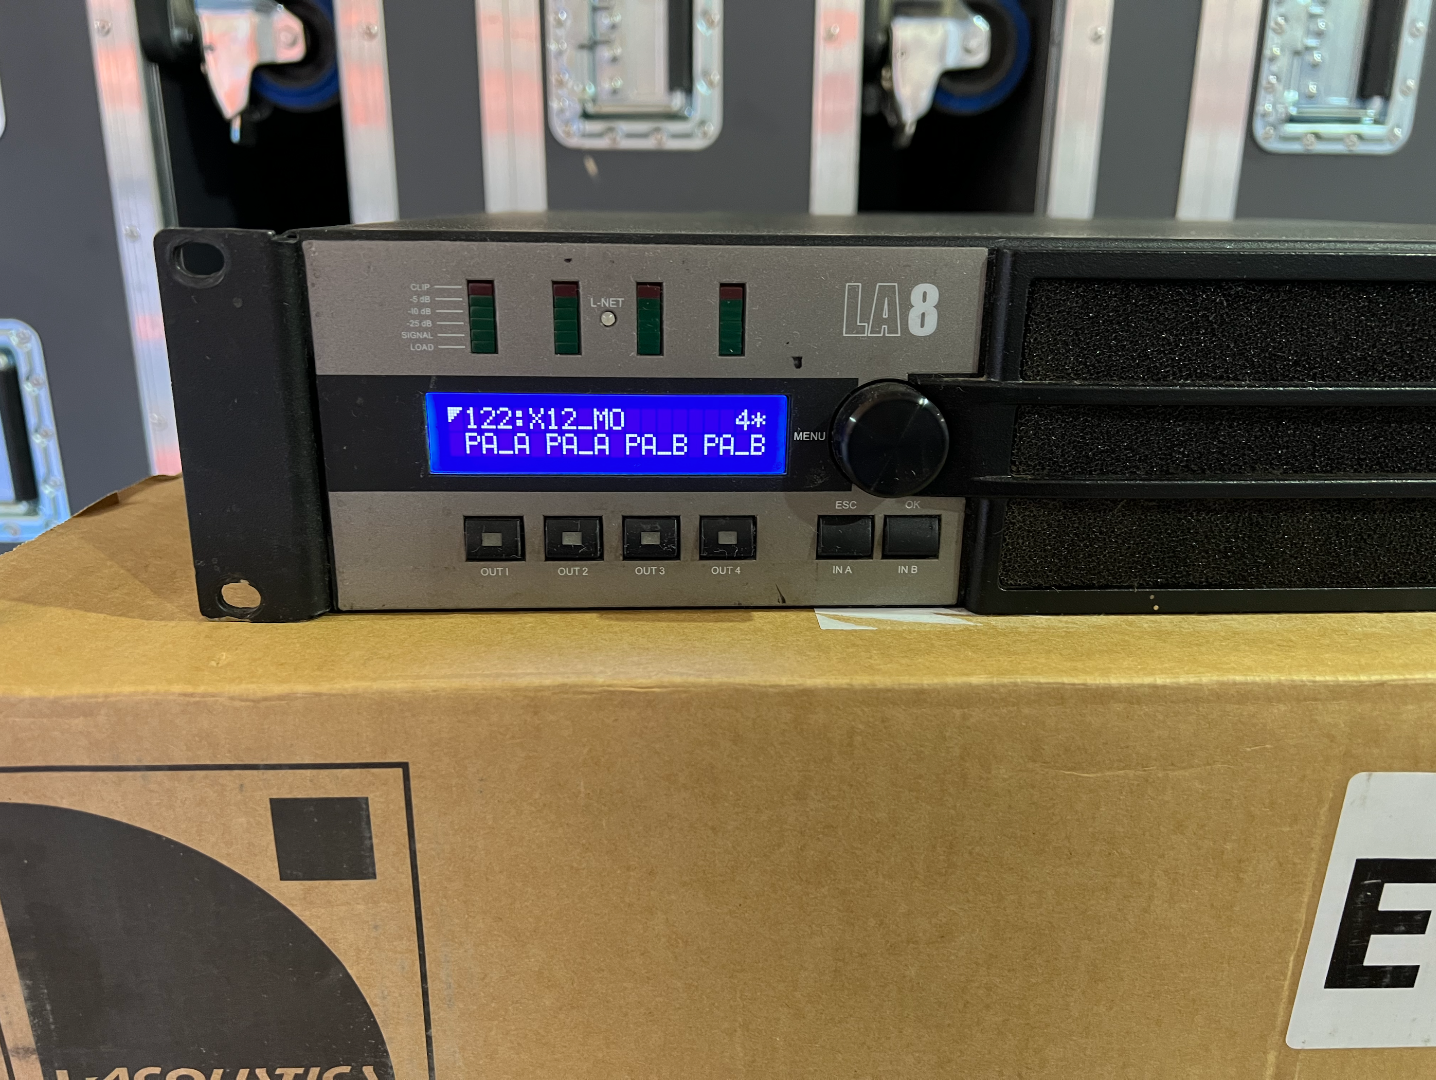 CLIP
-5 dB
-10 dB
-25 dB
SIGNAL
LOAD
L-NET
LA8
122:X12_MO 4*
PA_A PA_A PA_B PA_B
MENU
ESC OK
OUT 1 OUT 2 OUT 3 OUT 4 IN A IN B
E
L-ACOUSTICS